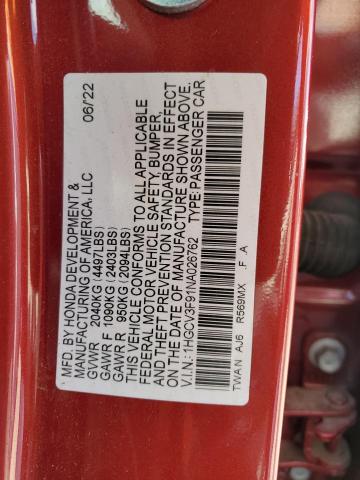 MFD. BY HONDA DEVELOPMENT & 06/22
MANUFACTURING OF AMERICA, LLC
GVWR 2040KG (4497LBS)
GAWR F 1090KG (2403LBS)
GAWR R 950KG (2094LBS)
THIS VEHICLE CONFORMS TO ALL APPLICABLE
FEDERAL MOTOR VEHICLE SAFETY, BUMPER,
AND THEFT PREVENTION STANDARDS IN EFFECT
ON THE DATE OF MANUFACTURE SHOWN ABOVE.
V.I.N.: 1HGCV3F91NA026762 TYPE: PASSENGER CAR
TWAN AJ6 R569MX .F .A